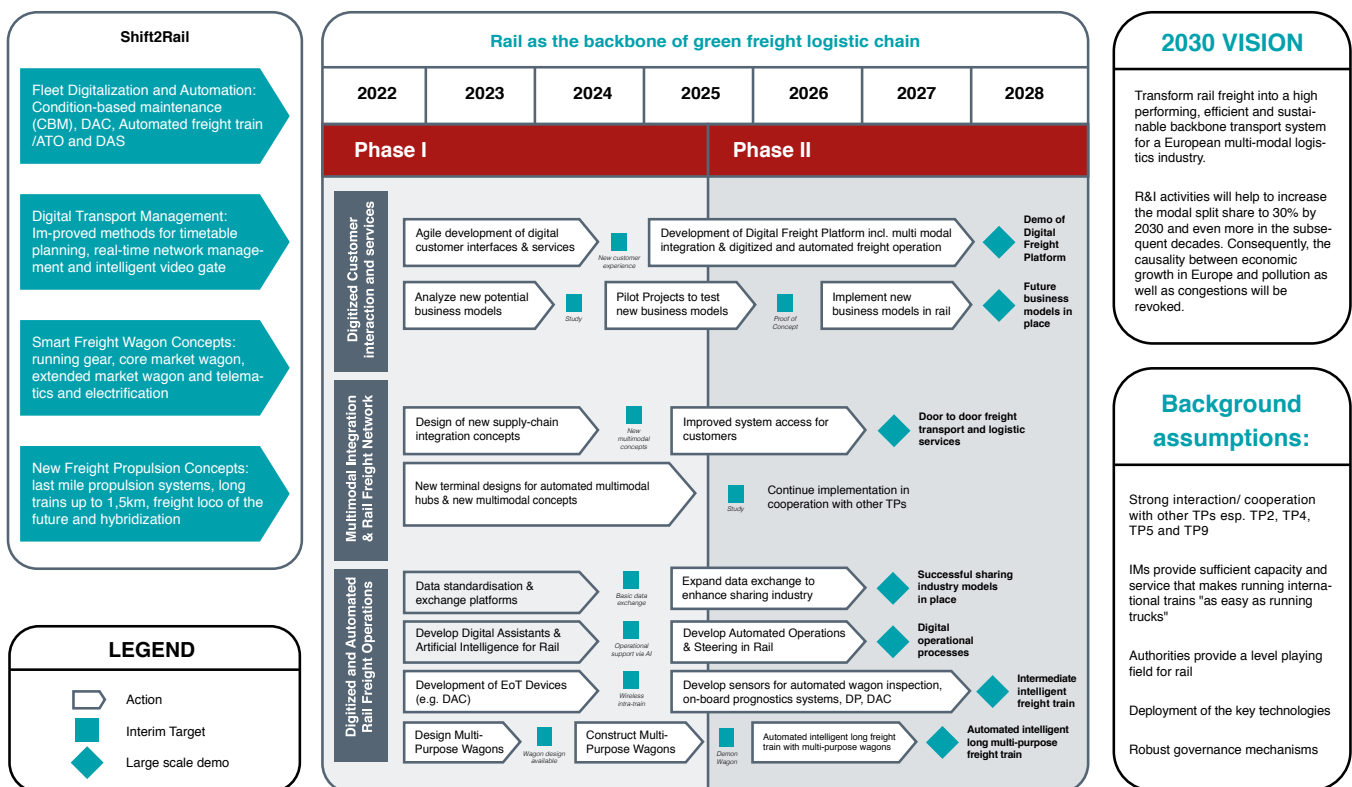 Shift2Rail
Fleet Digitalization and Automation:
Condition-based maintenance
(CBM), DAC, Automated freight train
/ATO and DAS
Digital Transport Management:
Im-proved methods for timetable
planning, real-time network manage-
ment and intelligent video gate
Smart Freight Wagon Concepts:
running gear, core market wagon,
extended market wagon and telema-
tics and electrification
New Freight Propulsion Concepts:
last mile propulsion systems, long
trains up to 1,5km, freight loco of the
future and hybridization
LEGEND
Action
Interim Target
Large scale demo
Rail as the backbone of green freight logistic chain
2022 2023 2024 2025 2026 2027 2028
Phase I Phase II
Digitized Customer
interaction and services
Agile development of digital
customer interfaces & services
New customer
experience
Development of Digital Freight Platform incl. multi modal
integration & digitized and automated freight operation
Demo of
Digital
Freight
Platform
Analyze new potential
business models
Study
Pilot Projects to test
new business models
Proof of
Concept
Implement new
business models in rail
Future
business
models in
place
Multimodal Integration
& Rail Freight Network
Design of new supply-chain
integration concepts
New
multimodal
concepts
Improved system access for
customers
Door to door freight
transport and logistic
services
New terminal designs for automated multimodal
hubs & new multimodal concepts
Study
Continue implementation in
cooperation with other TPs
Digitized and Automated
Rail Freight Operations
Data standardisation &
exchange platforms
Basic data
exchange
Expand data exchange to
enhance sharing industry
Successful sharing
industry models
in place
Develop Digital Assistants &
Artificial Intelligence for Rail
Operational
support via AI
Develop Automated Operations
& Steering in Rail
Digital
operational
processes
Development of EoT Devices
(e.g. DAC)
Wireless
intra-train
Develop sensors for automated wagon inspection,
on-board prognostics systems, DP, DAC
Intermediate
intelligent
freight train
Design Multi-
Purpose Wagons
Wagon design
available
Construct Multi-
Purpose Wagons
Demon
Wagon
Automated intelligent long freight
train with multi-purpose wagons
Automated intelligent
long multi-purpose
freight train
2030 VISION
Transform rail freight into a high
performing, efficient and sustai-
nable backbone transport system
for a European multi-modal logis-
tics industry.
R&I activities will help to increase
the modal split share to 30% by
2030 and even more in the subse-
quent decades. Consequently, the
causality between economic
growth in Europe and pollution as
well as congestions will be
revoked.
Background
assumptions:
Strong interaction/ cooperation
with other TPs esp. TP2, TP4,
TP5 and TP9
IMs provide sufficient capacity and
service that makes running interna-
tional trains "as easy as running
trucks"
Authorities provide a level playing
field for rail
Deployment of the key technologies
Robust governance mechanisms